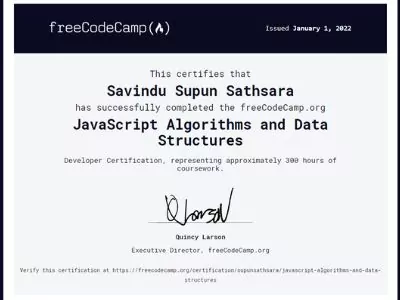 freeCodeCamp(🔥)
Issued January 1, 2022
This certifies that
Savindu Supun Sathsara
has successfully completed the freeCodeCamp.org
JavaScript Algorithms and Data
Structures
Developer Certification, representing approximately 300 hours of
coursework.
Quincy Larson
Executive Director, freeCodeCamp.org
Verify this certification at https://freecodecamp.org/certification/supunsathsara/javascript-algorithms-and-data-
structures